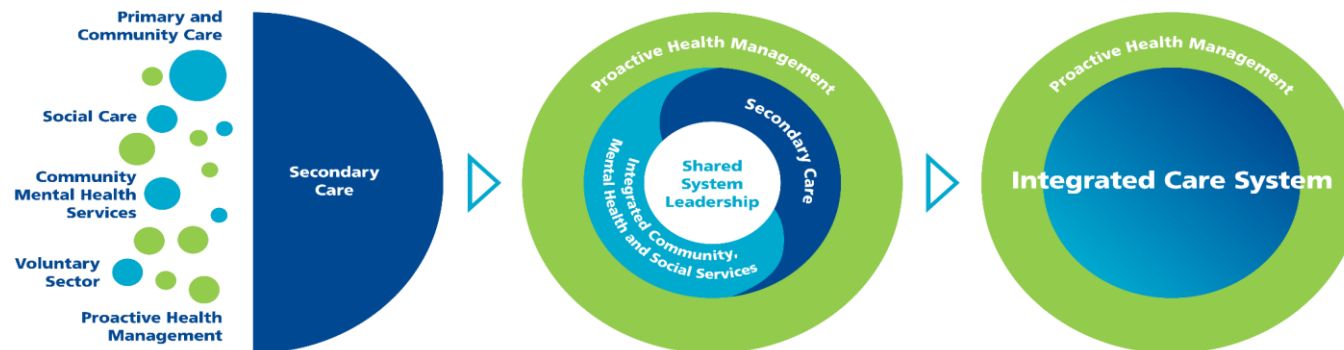 Primary and
Community Care
Social Care
Community
Mental Health
Services
Voluntary
Sector
Proactive Health
Management
Secondary
Care
Proactive Health Management
Secondary Care
Integrated Community,
Mental Health and Social Services
Shared
System
Leadership
Proactive Health Management
Integrated Care System